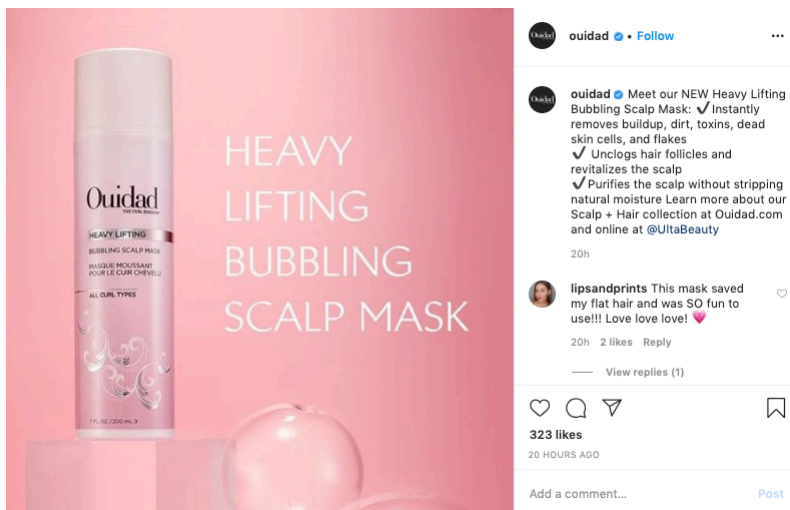 Ouidad
THE CURL EXPERTS
HEAVY LIFTING
BUBBLING SCALP MASK
MASQUE MOUSSANT
POUR LE CUIR CHEVELU
ALL CURL TYPES
HEAVY
LIFTING
BUBBLING
SCALP MASK
Ouidad
ouidad • Follow
Ouidad
ouidad Meet our NEW Heavy Lifting
Bubbling Scalp Mask: ✔Instantly
removes buildup, dirt, toxins, dead
skin cells, and flakes
✔ Unclogs hair follicles and
revitalizes the scalp
✔Purifies the scalp without stripping
natural moisture Learn more about our
Scalp + Hair collection at Ouidad.com
and online at @UltaBeauty
20h
lipsandprints This mask saved
my flat hair and was SO fun to
use!!! Love love love! 💗
20h 2 likes Reply
View replies (1)
323 likes
20 HOURS AGO
Add a comment... Post